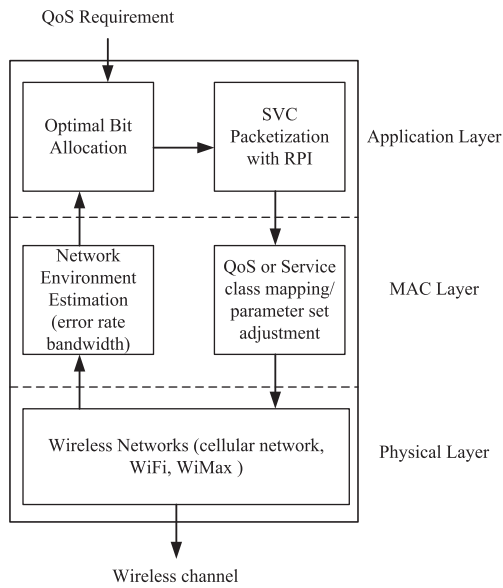 QoS Requirement
Optimal Bit
Allocation
SVC
Packetization
with RPI
Application Layer
Network
Environment
Estimation
(error rate
bandwidth)
QoS or Service
class mapping/
parameter set
adjustment
MAC Layer
Wireless Networks (cellular network,
WiFi, WiMax )
Physical Layer
Wireless channel